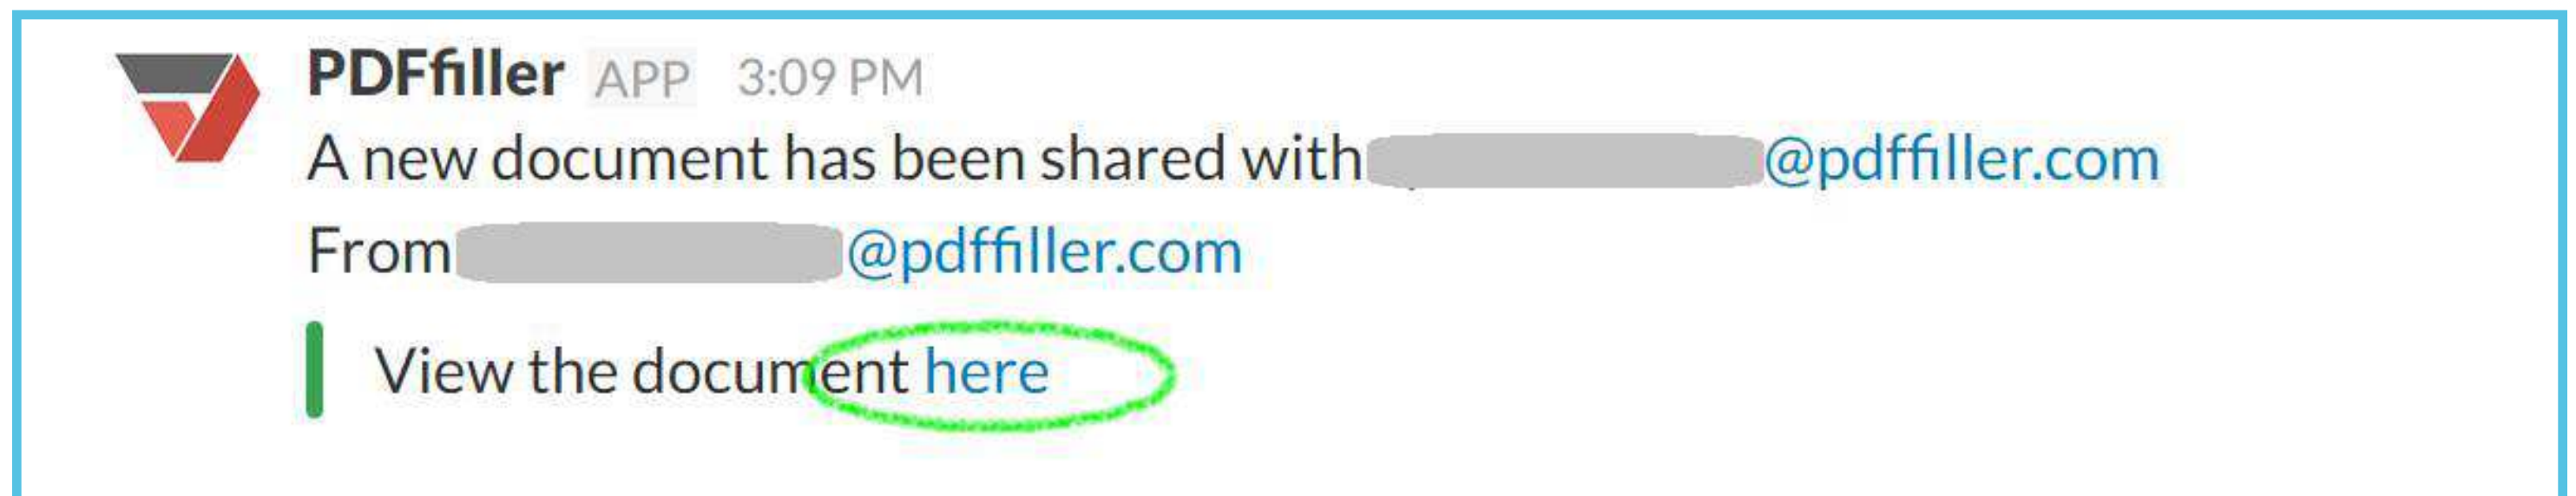 PDFfiller APP 3:09 PM
A new document has been shared with @pdffiller.com
From @pdffiller.com
View the document here